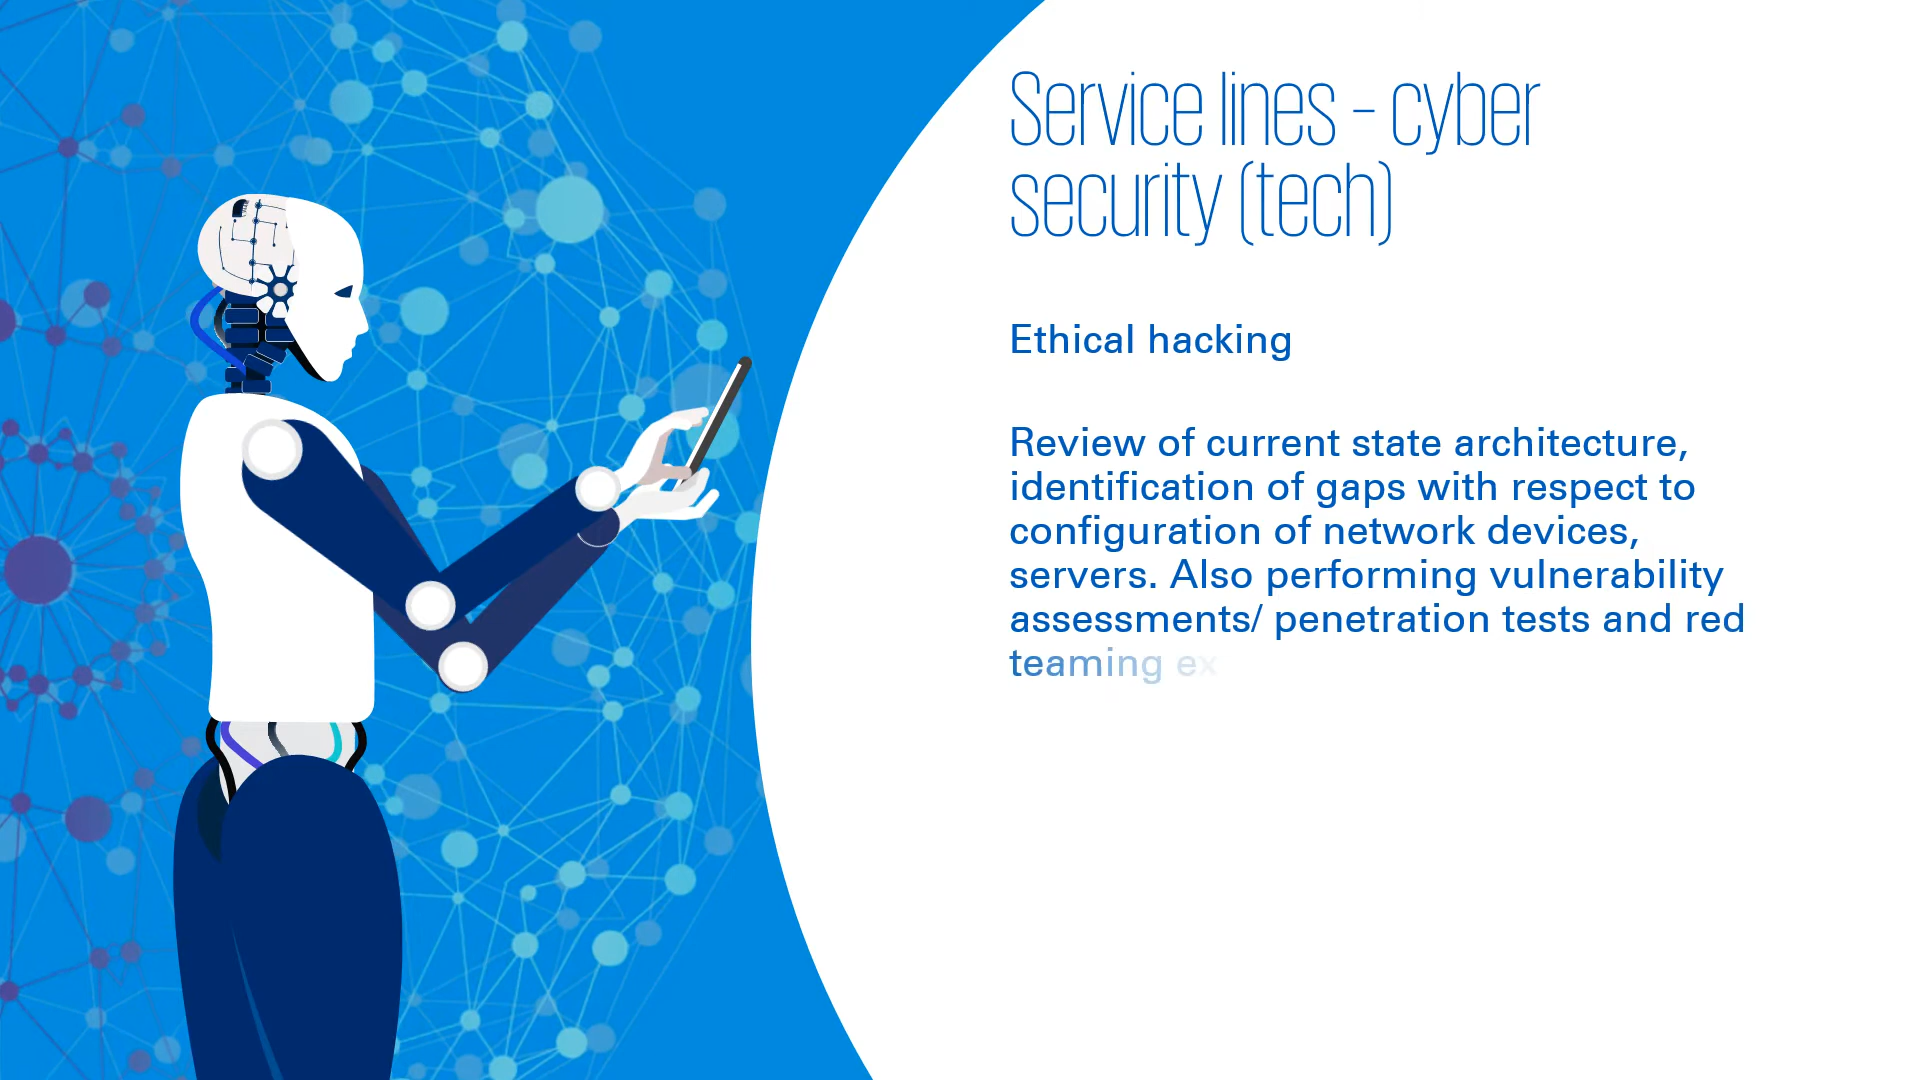 Service lines – cyber
security (tech)
Ethical hacking
Review of current state architecture,
identification of gaps with respect to
configuration of network devices,
servers. Also performing vulnerability
assessments/ penetration tests and red
teaming ex